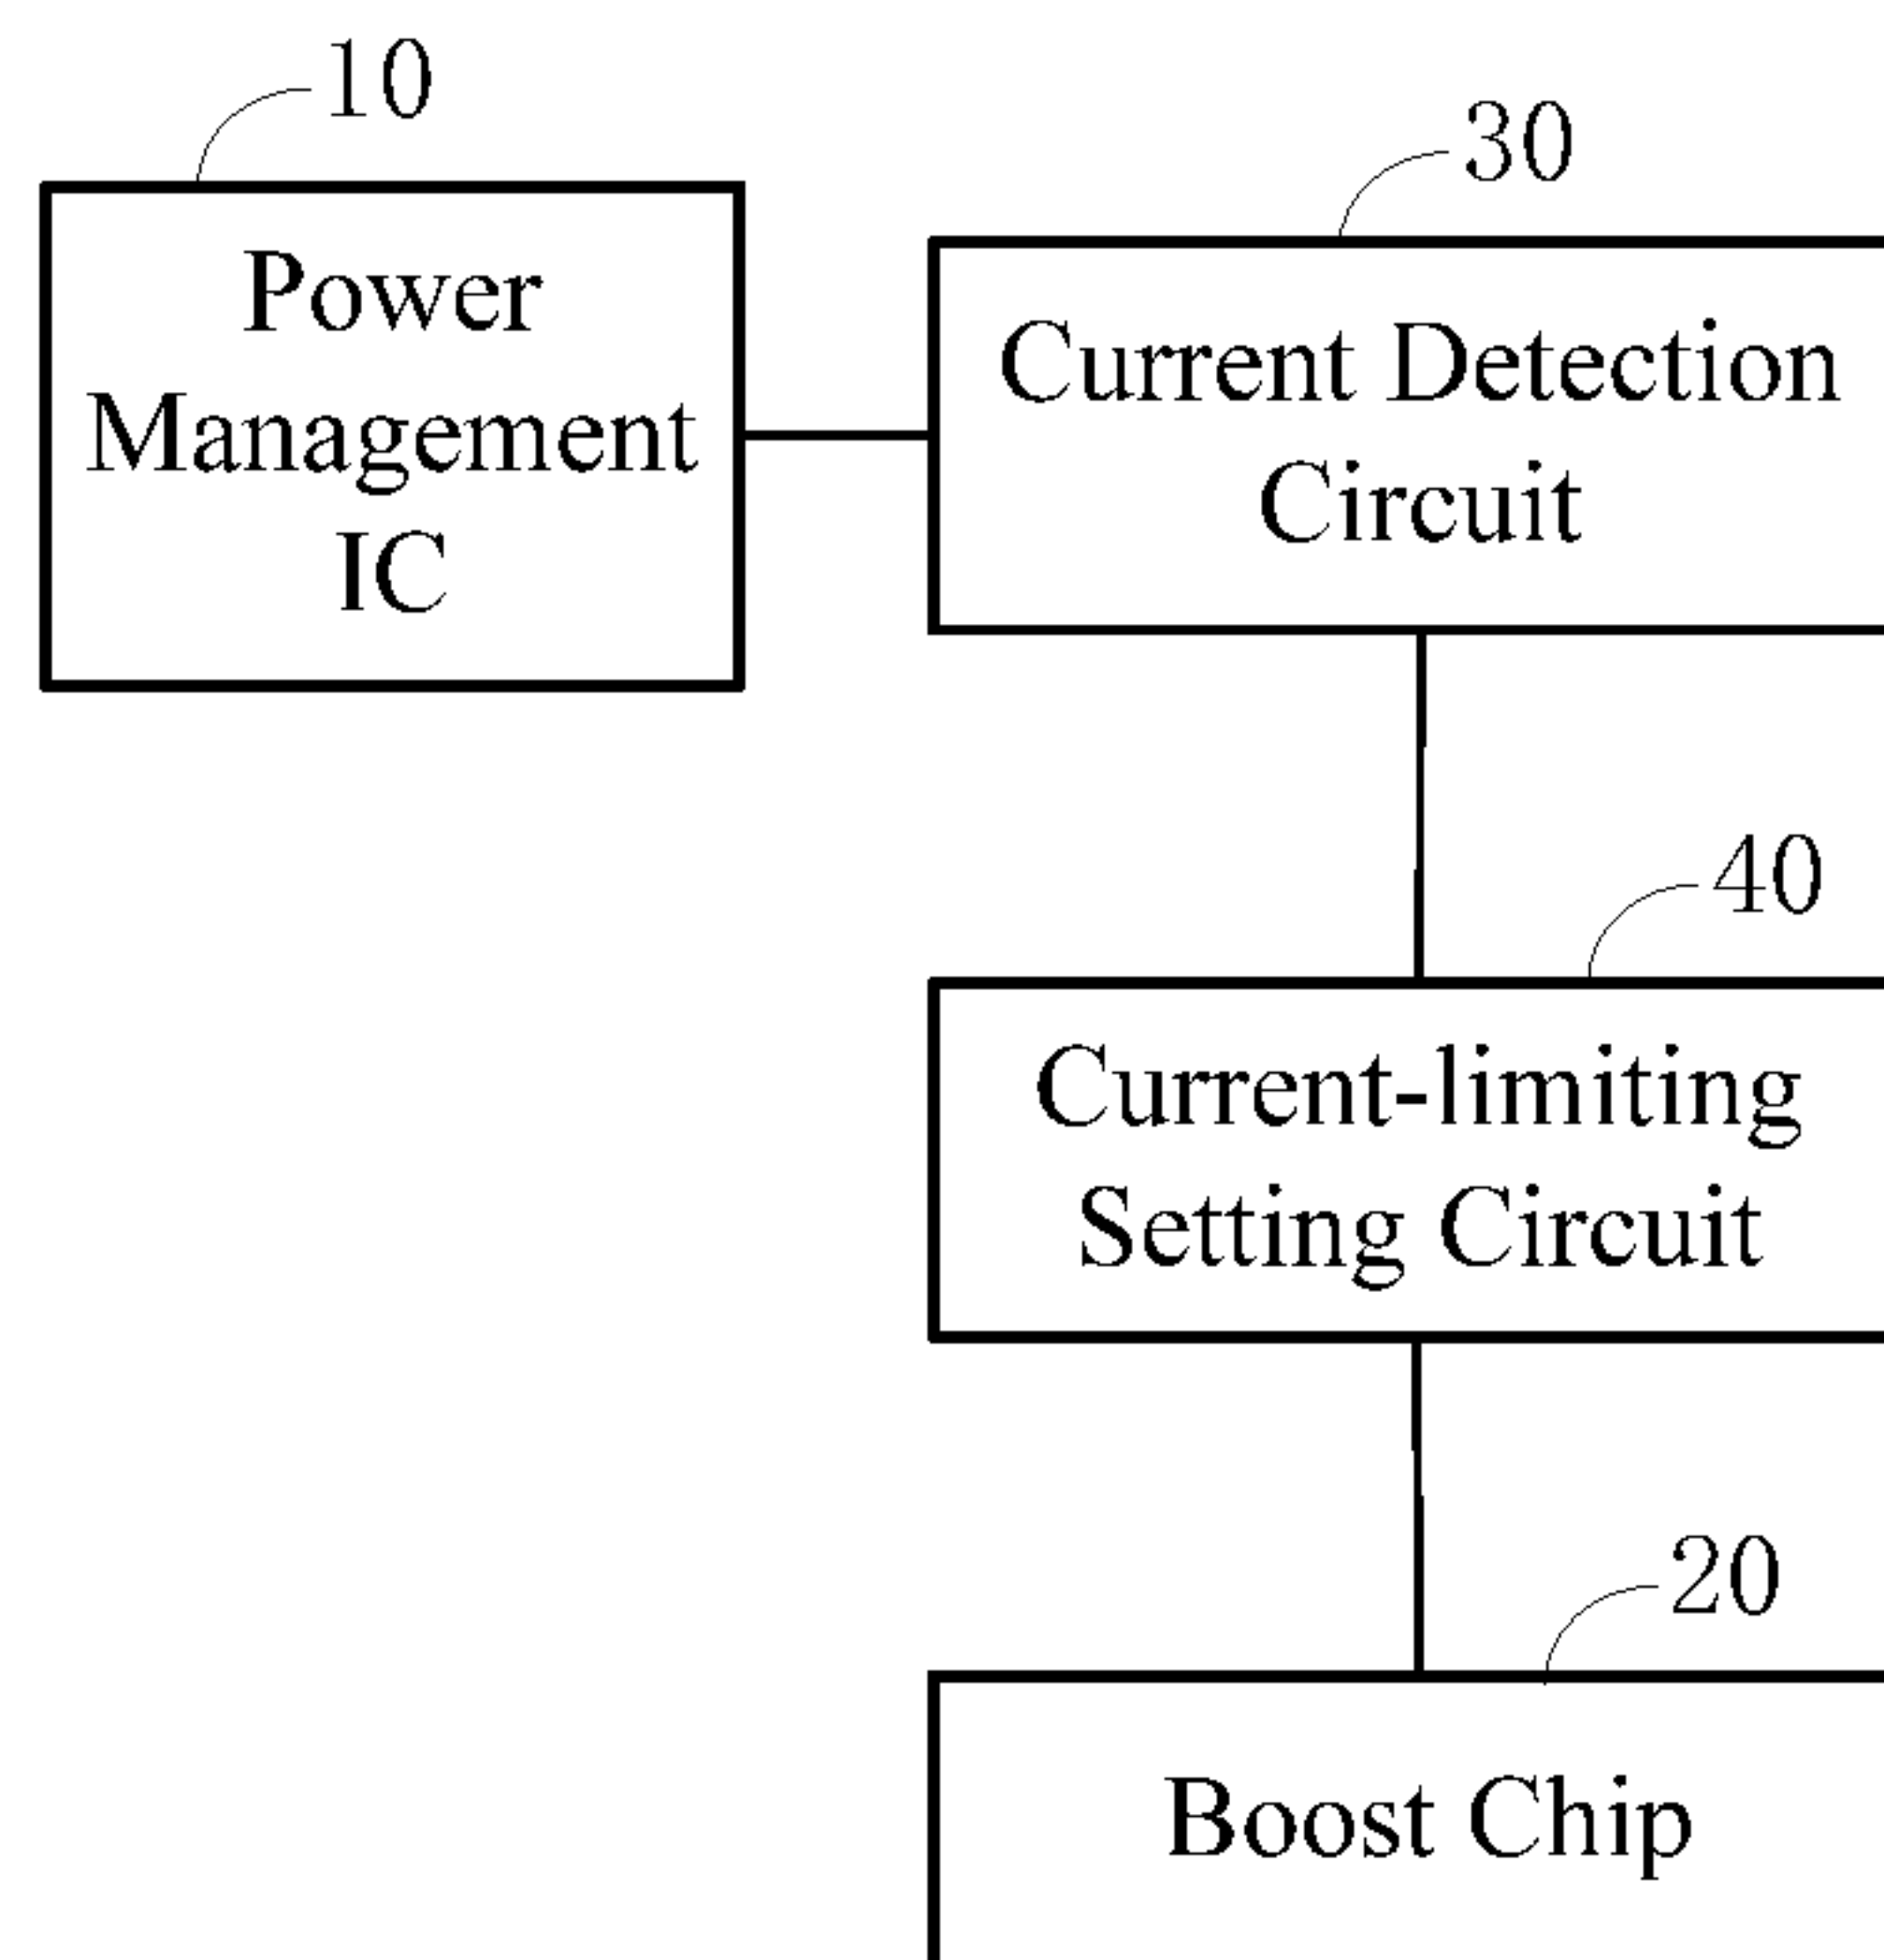 10
Power
Management
IC
30
Current Detection
Circuit
40
Current-limiting
Setting Circuit
20
Boost Chip